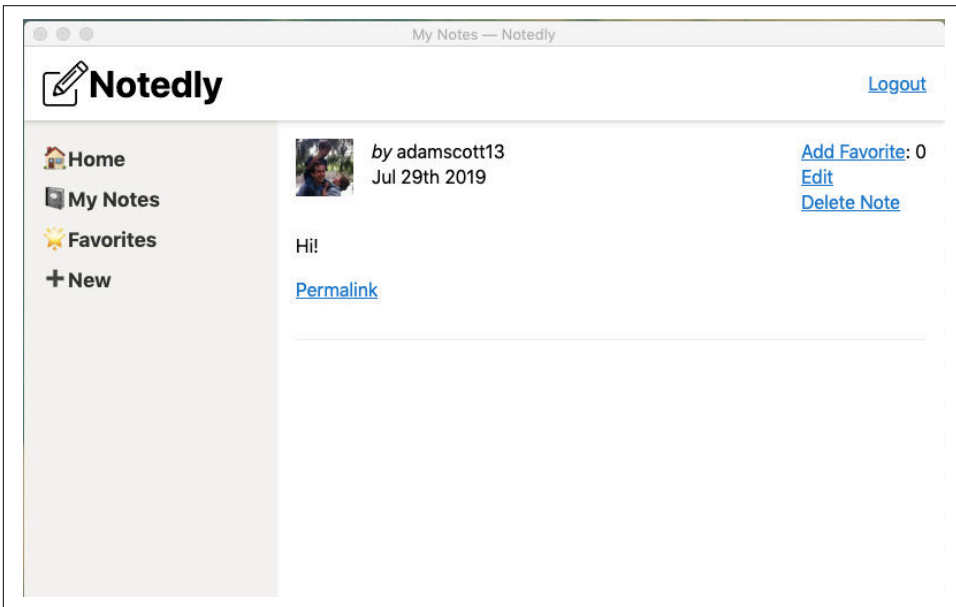 My Notes — Notedly
Notedly
Logout
Home
My Notes
Favorites
New
by adamscott13
Jul 29th 2019
Add Favorite: 0
Edit
Delete Note
Hi!
Permalink